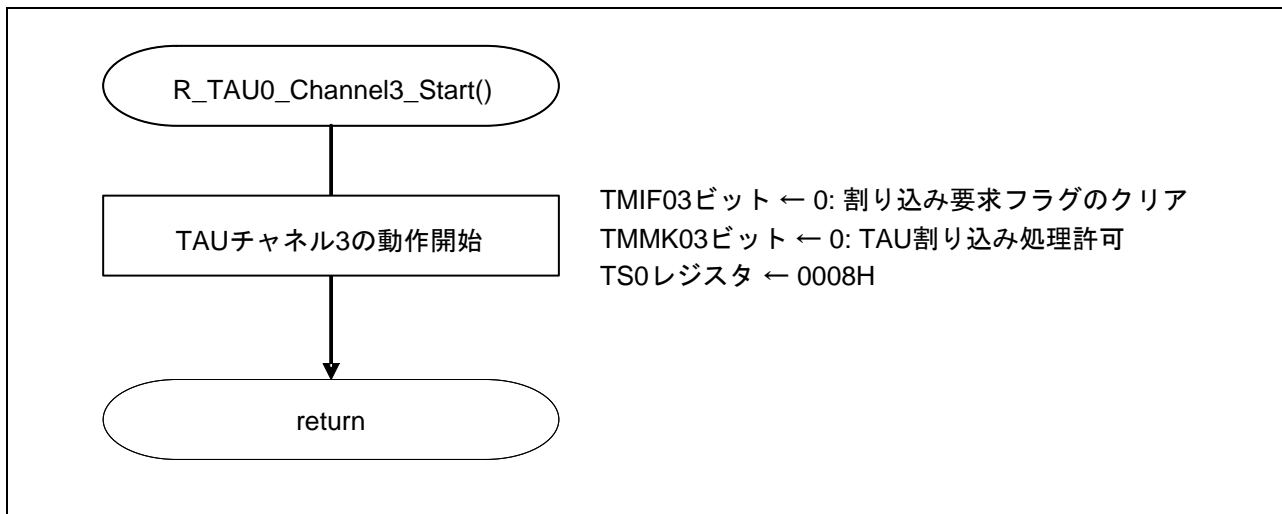 R_TAU0_Channel3_Start()
TAUチャネル3の動作開始
TMIF03ビット ← 0: 割り込み要求フラグのクリア
TMMK03ビット ← 0: TAU割り込み処理許可
TS0レジスタ ← 0008H
return